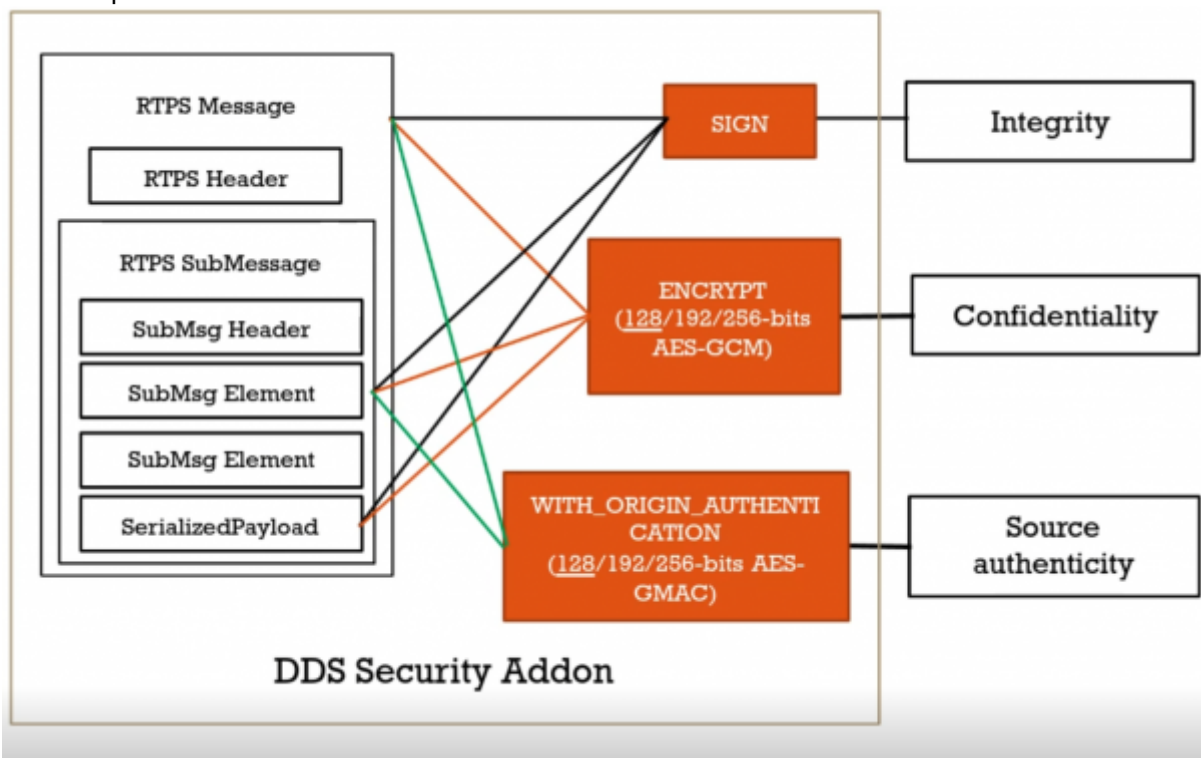 RTPS Message
RTPS Header
RTPS SubMessage
SubMsg Header
SubMsg Element
SubMsg Element
SerializedPayload
SIGN
ENCRYPT
(128/192/256-bits
AES-GCM)
WITH_ORIGIN_AUTHENTI
CATION
(128/192/256-bits AES-
GMAC)
Integrity
Confidentiality
Source
authenticity
DDS Security Addon